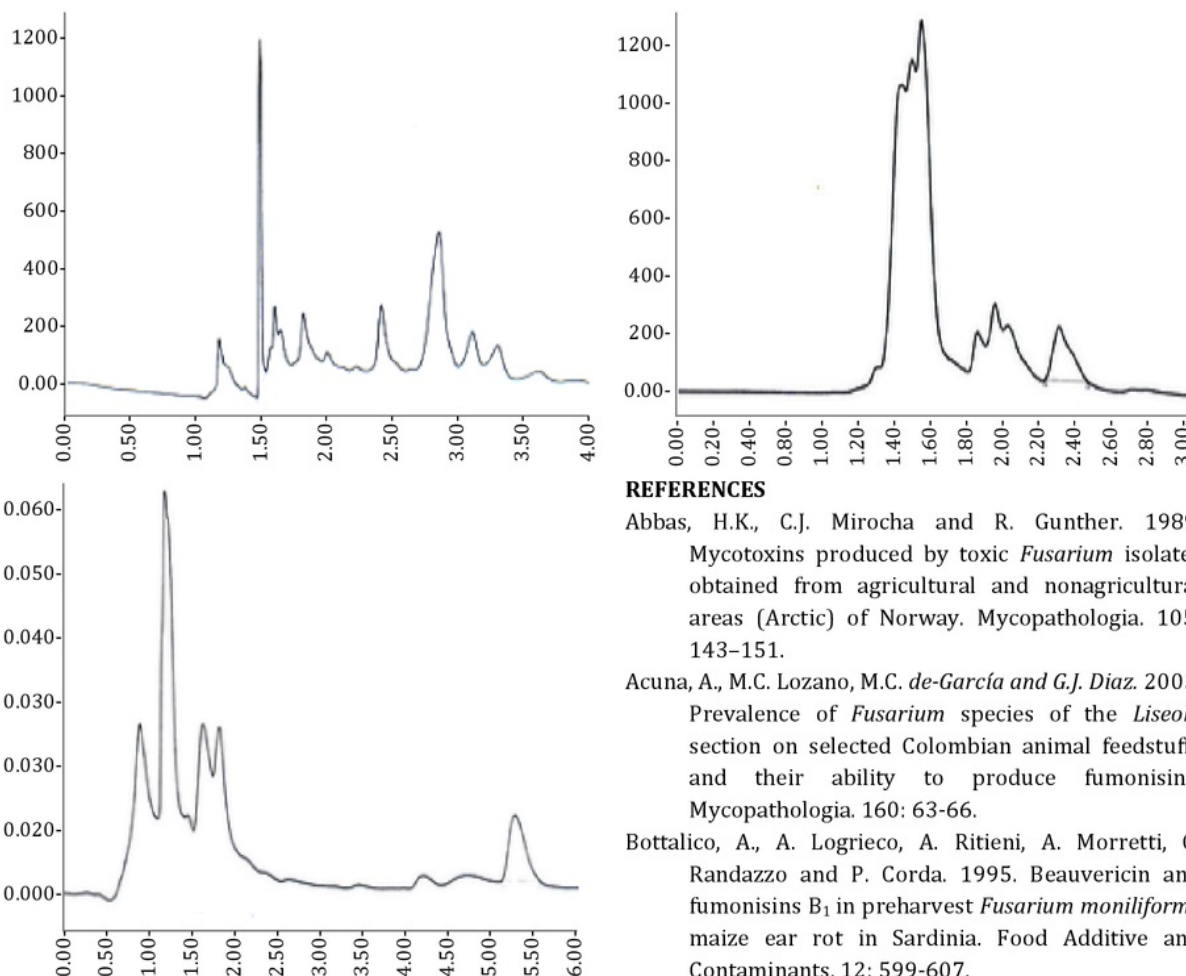 1200-
1000-
800-
600-
400-
200-
0.00-
0.00 0.50 1.00 1.50 2.00 2.50 3.00 3.50 4.00
1200-
1000-
800-
600-
400-
200-
0.00-
0.00 0.20 0.40 0.80 1.00 1.20 1.40 1.60 1.80 2.00 2.20 2.40 2.60 2.80 3.00
0.060-
0.050-
0.040-
0.030-
0.030-
0.020-
0.000-
0.00 0.50 1.00 1.50 2.00 2.50 3.00 3.50 4.00 4.50 5.00 5.50 6.00
REFERENCES
Abbas, H.K., C.J. Mirocha and R. Gunther. 1989
Mycotoxins produced by toxic Fusarium isolate
obtained from agricultural and nonagricultura
areas (Arctic) of Norway. Mycopathologia. 105
143–151.
Acuna, A., M.C. Lozano, M.C. de-García and G.J. Diaz. 200
Prevalence of Fusarium species of the Liseol
section on selected Colombian animal feedstuf
and their ability to produce fumonisin
Mycopathologia. 160: 63-66.
Bottalico, A., A. Logrieco, A. Ritieni, A. Morretti,
Randazzo and P. Corda. 1995. Beauvericin an
fumonisins B₁ in preharvest Fusarium moniliform
maize ear rot in Sardinia. Food Additive an
Contaminants. 12: 599-607.